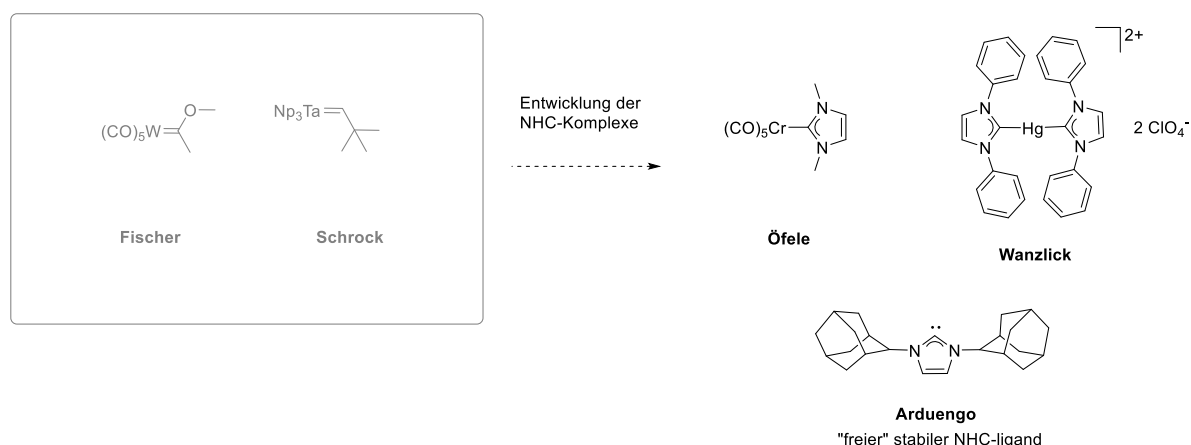 O
(CO)5W
Np3Ta
Fischer
Schrock
Entwicklung der
NHC-Komplexe
(CO)5Cr
N
N
Öfele
N
N
Hg
N
N
2+
2 ClO4−
Wanzlick
N
N
Arduengo
"freier" stabiler NHC-ligand